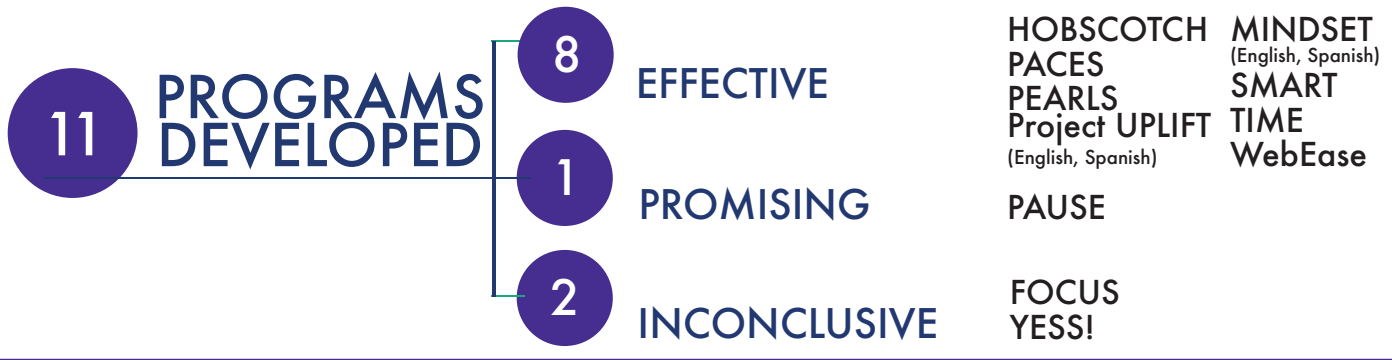 11
PROGRAMS
DEVELOPED
8
EFFECTIVE
HOBSCOTCH
PACES
PEARLS
Project UPLIFT
(English, Spanish)
MINDSET
(English, Spanish)
SMART
TIME
WebEase
1
PROMISING
PAUSE
2
INCONCLUSIVE
FOCUS
YESS!